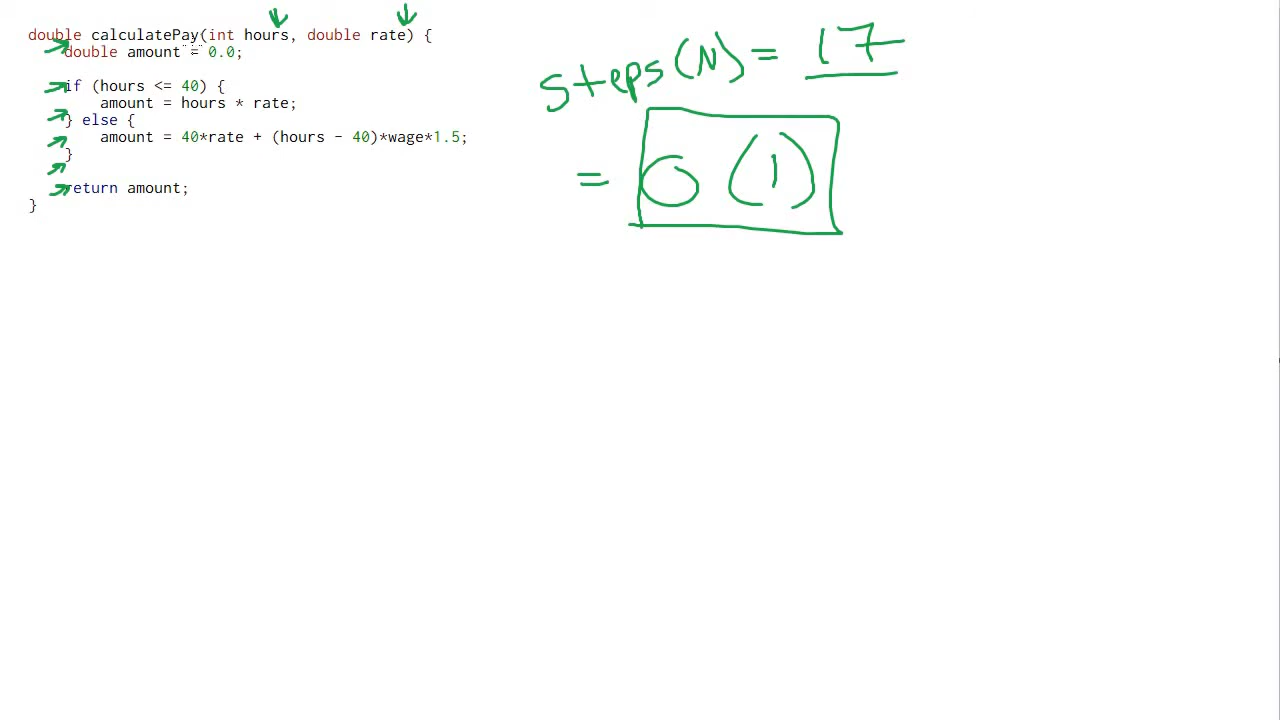 double calculatePay(int hours, double rate) {
double amount = 0.0;
if (hours <= 40) {
amount = hours * rate;
} else {
amount = 40*rate + (hours - 40)*wage*1.5;
}
return amount;
}
steps(N) = 17
= O(1)